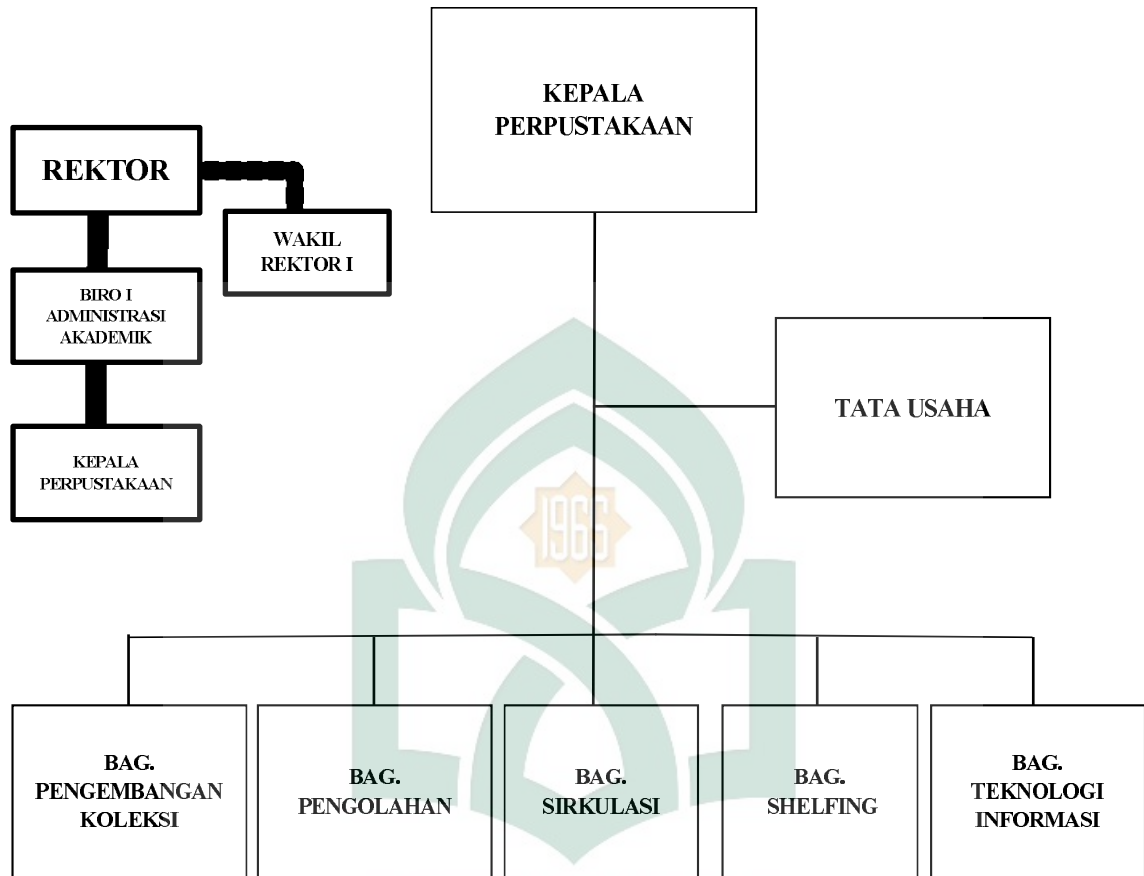 KEPALA
PERPUSTAKAAN
REKTOR
WAKIL
REKTOR I
BIRO I
ADMINISTRASI
AKADEMIK
KEPALA
PERPUSTAKAAN
TATA USAHA
1965
BAG.
PENGEMBANGAN
KOLEKSI
BAG.
PENGOLAHAN
BAG.
SIRKULASI
BAG.
SHELFING
BAG.
TEKNOLOGI
INFORMASI